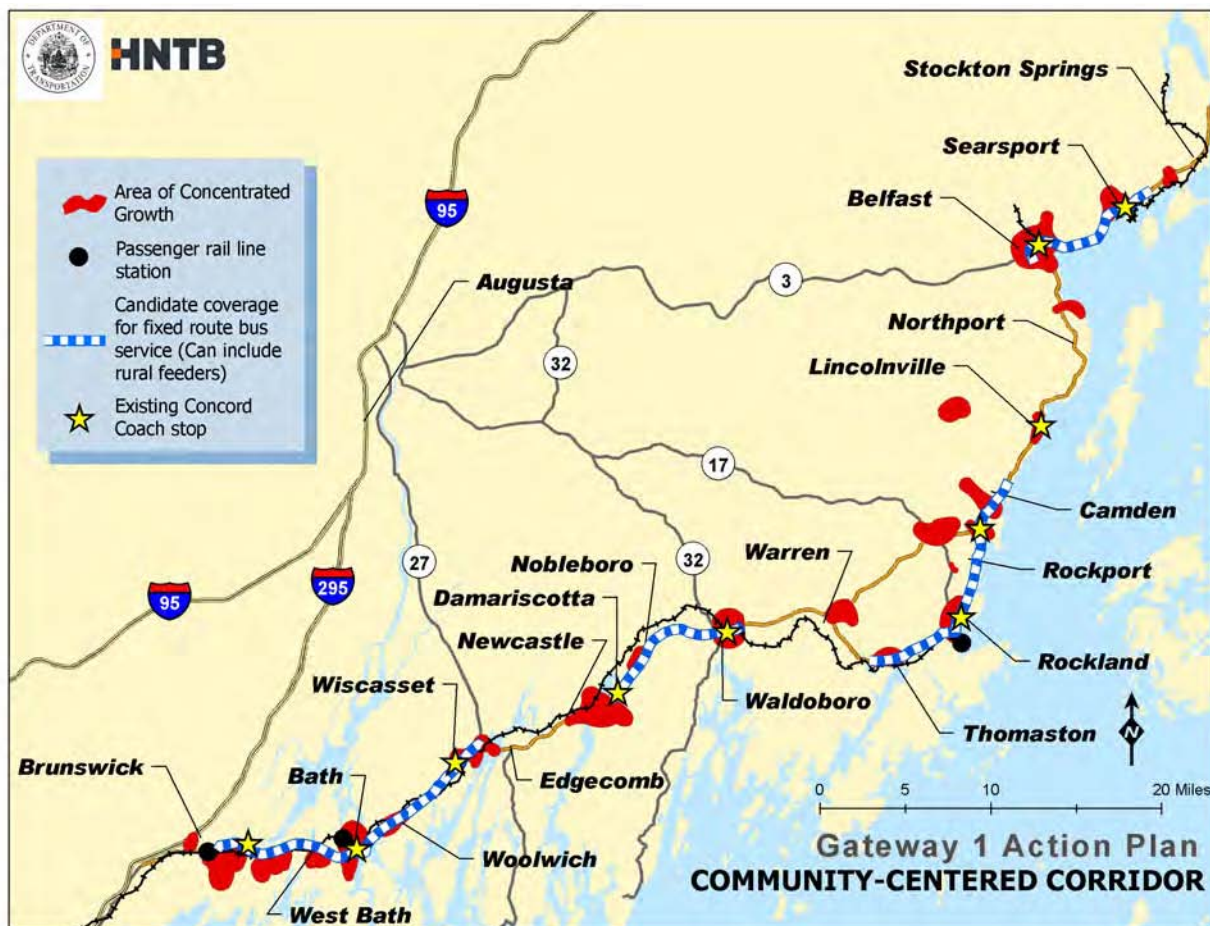 DEPARTMENT OF
TRANSPORTATION
HNTB
Area of Concentrated
Growth
Passenger rail line
station
Candidate coverage
for fixed route bus
service (Can include
rural feeders)
Existing Concord
Coach stop
Stockton Springs
Searsport
Belfast
95
Augusta
3
Northport
32
Lincolnville
17
Camden
27
32
Warren
Nobleboro
Rockport
95
295
Damariscotta
Newcastle
Rockland
Wiscasset
Waldoboro
Thomaston
N
Brunswick
Bath
Edgecomb
0 5 10 20 Miles
Woolwich
West Bath
Gateway 1 Action Plan
COMMUNITY-CENTERED CORRIDOR